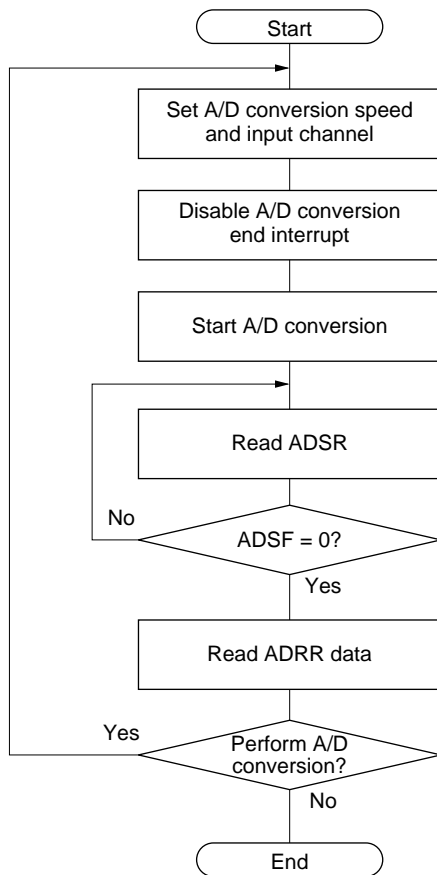 Start
Set A/D conversion speed
and input channel
Disable A/D conversion
end interrupt
Start A/D conversion
Read ADSR
No
ADSF = 0?
Yes
Read ADRR data
Yes
Perform A/D
conversion?
No
End